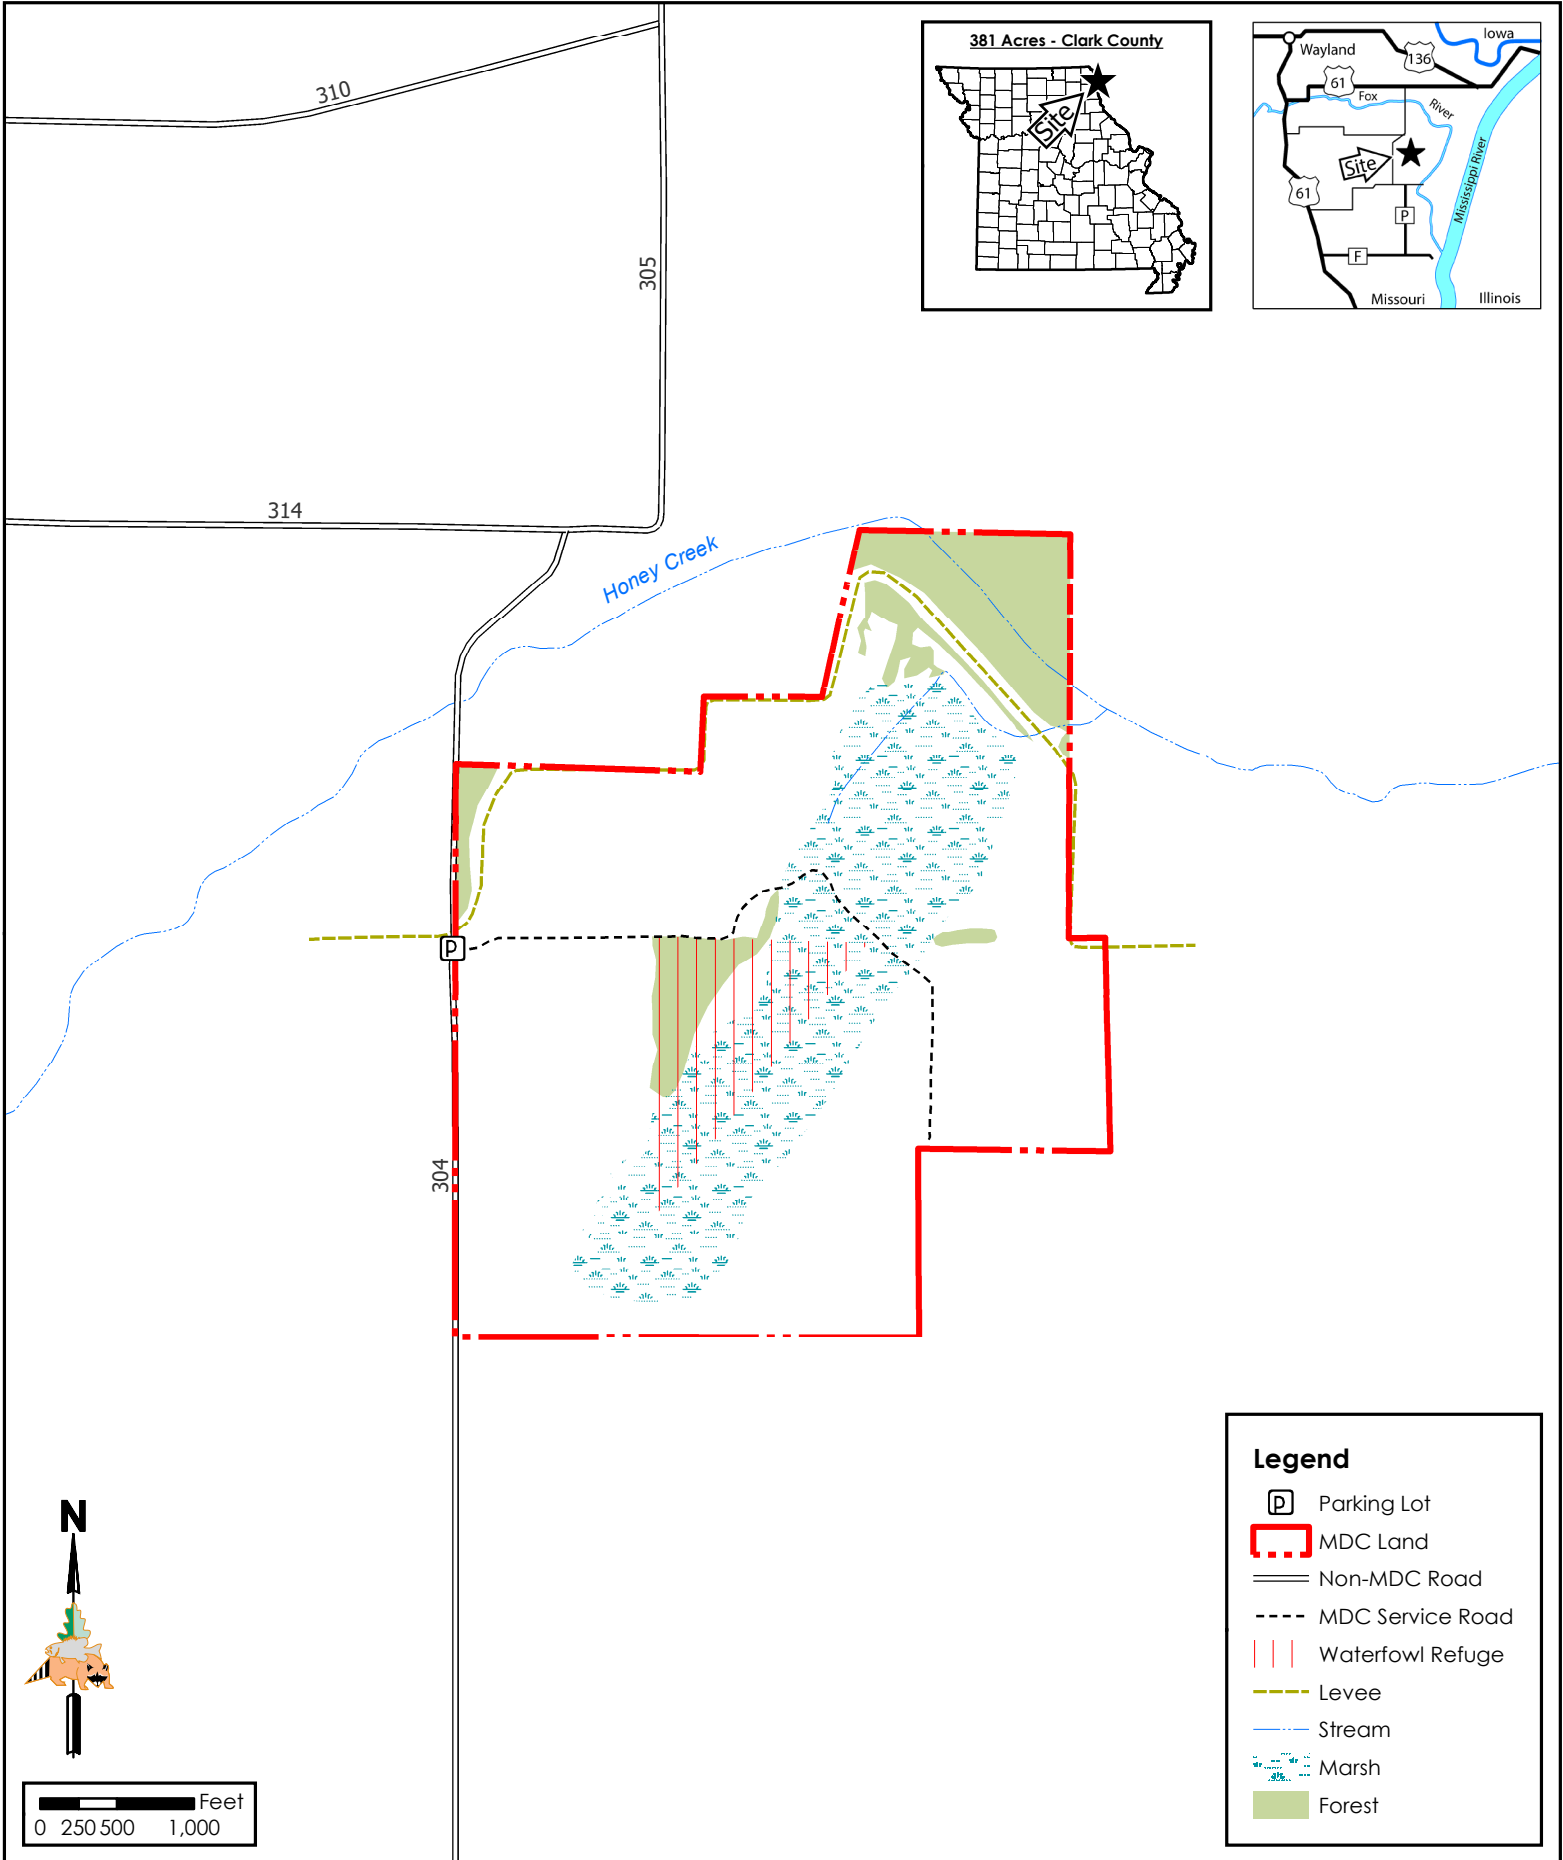 310
305
314
Honey Creek
304
P
381 Acres - Clark County
Site
Iowa
Wayland
136
61
Fox
River
Site
61
P
F
Mississippi River
Missouri
Illinois
N
Feet
0 250 500 1,000
Legend
P Parking Lot
MDC Land
Non-MDC Road
MDC Service Road
Waterfowl Refuge
Levee
Stream
Marsh
Forest